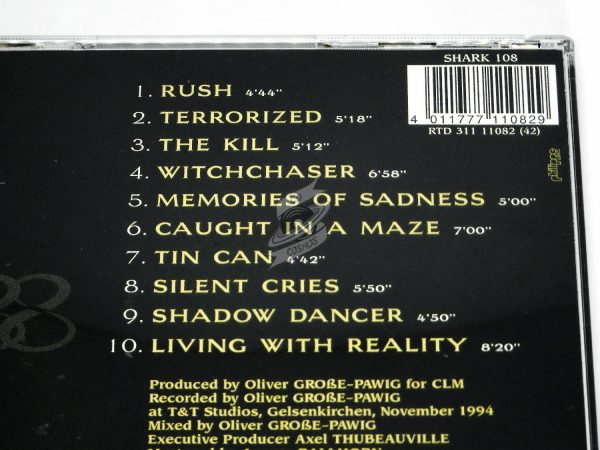 SHARK 108
4 011777 110829
RTD 311 11082 (42)
1. RUSH 4'44"
2. TERRORIZED 5'18"
3. THE KILL 5'12"
4. WITCHCHASER 6'58"
5. MEMORIES OF SADNESS 5'00"
6. CAUGHT IN A MAZE 7'00"
7. TIN CAN 4'42"
8. SILENT CRIES 5'50"
9. SHADOW DANCER 4'50"
10. LIVING WITH REALITY 8'20"
COSMOS
Produced by Oliver GROßE-PAWIG for CLM
Recorded by Oliver GROßE-PAWIG
at T&T Studios, Gelsenkirchen, November 1994
Mixed by Oliver GROßE-PAWIG
Executive Producer Axel THUBEAUVILLE